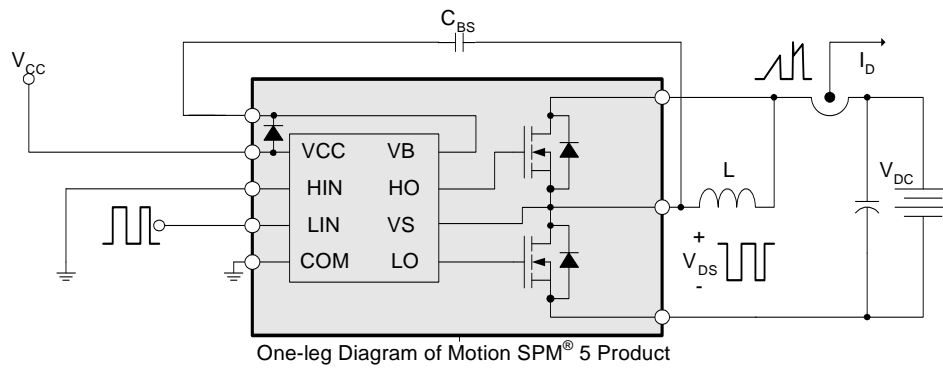 C_BS
V_CC
I_D
VCC VB
HIN HO
LIN VS
COM LO
L
V_DC
+
V_DS
-
One-leg Diagram of Motion SPM® 5 Product